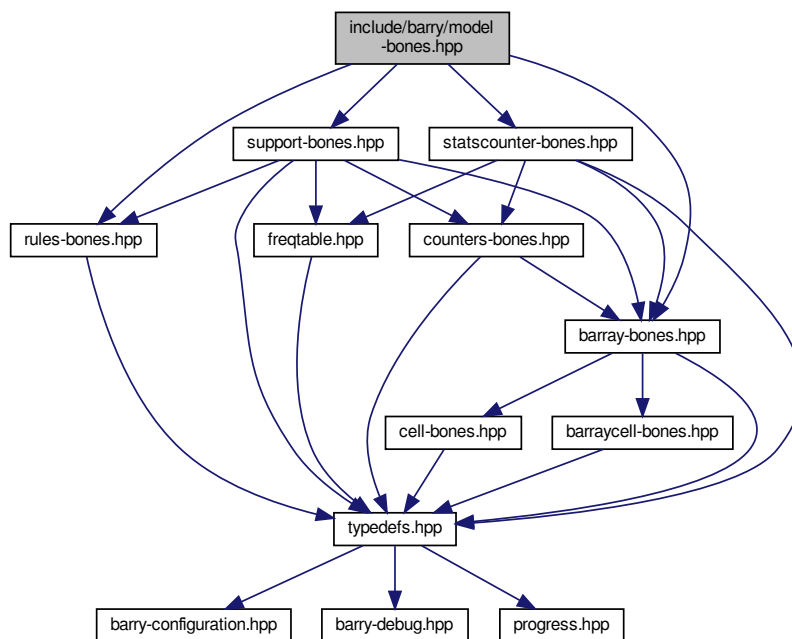 include/barry/model
-bones.hpp
support-bones.hpp
statscounter-bones.hpp
rules-bones.hpp
freqtable.hpp
counters-bones.hpp
barray-bones.hpp
cell-bones.hpp
barraycell-bones.hpp
typedefs.hpp
barry-configuration.hpp
barry-debug.hpp
progress.hpp